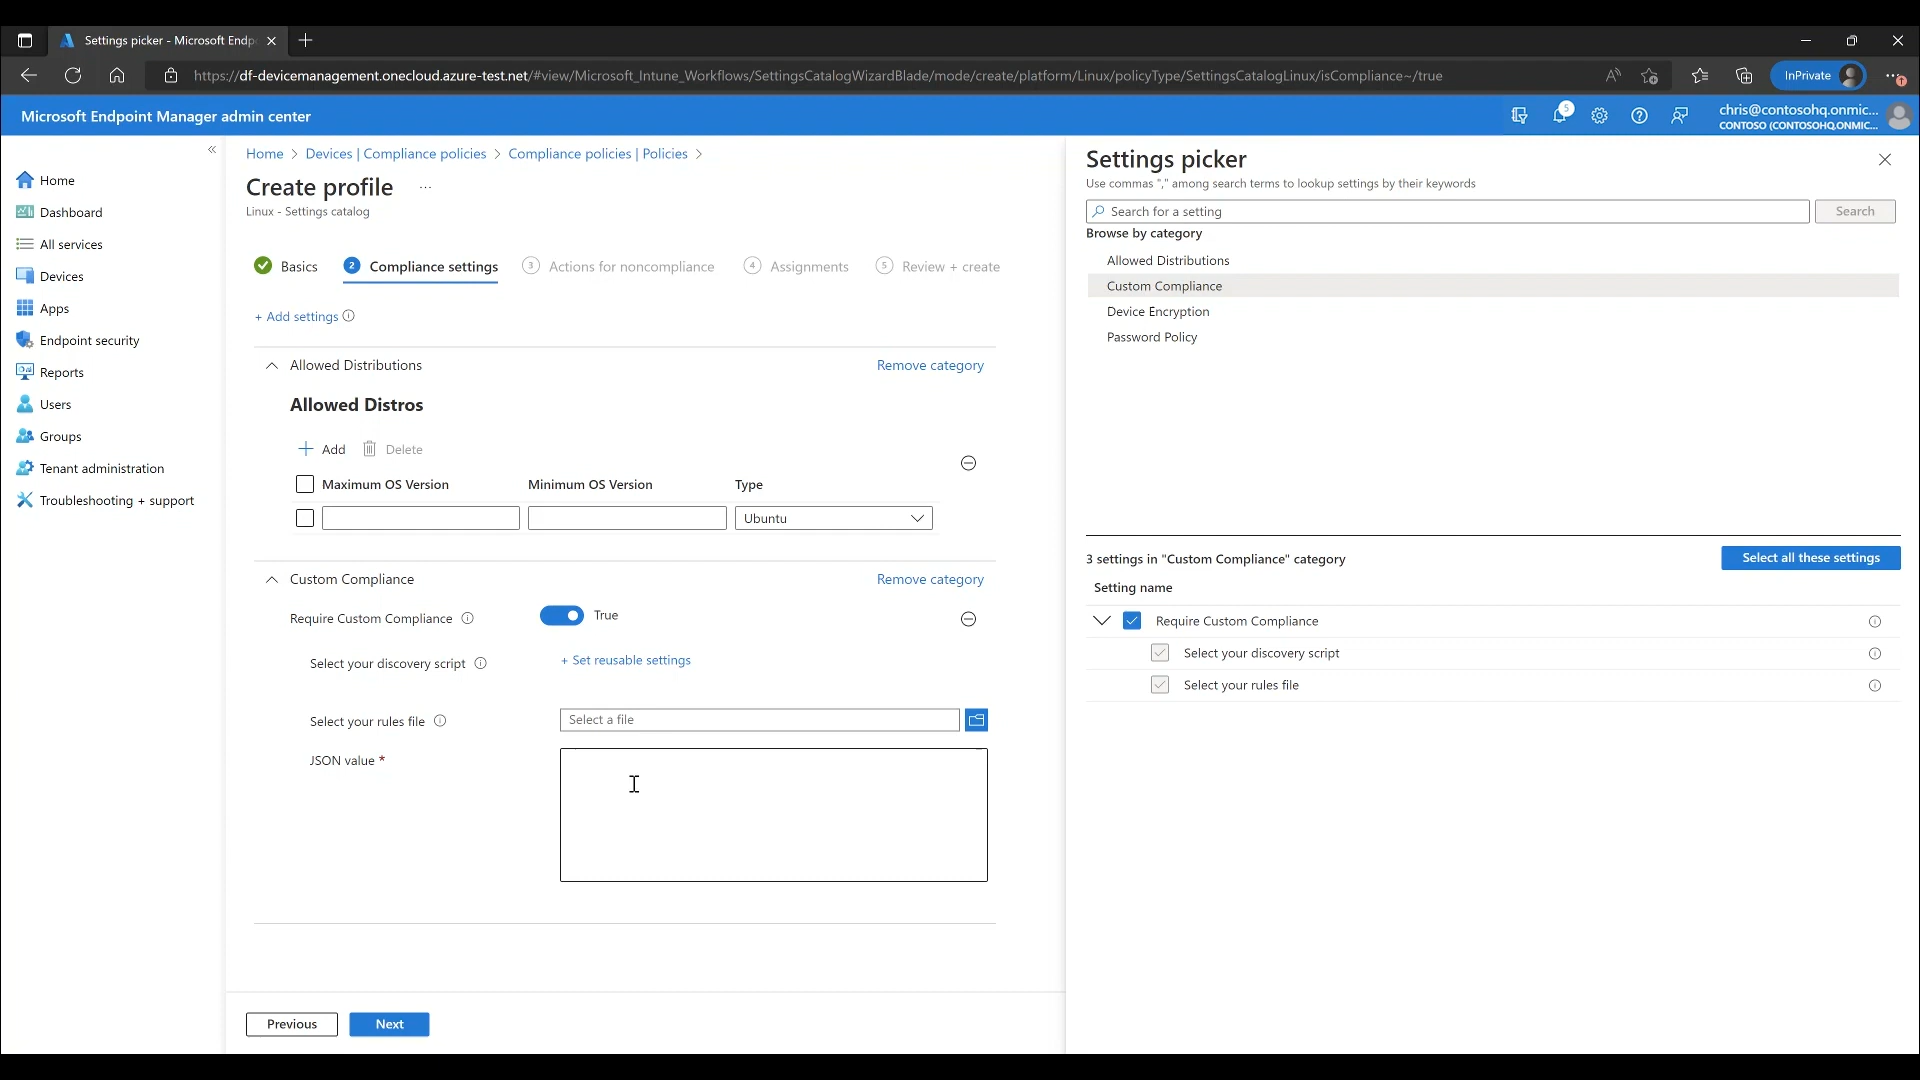 Settings picker - Microsoft Endp
https://df-devicemanagement.onecloud.azure-test.net/#view/Microsoft_Intune_Workflows/SettingsCatalogWizardBlade/mode/create/platform/Linux/policyType/SettingsCatalogLinux/isCompliance~/true
InPrivate
Microsoft Endpoint Manager admin center
5
chris@contosohq.onmic...
CONTOSO (CONTOSOHQ.ONMIC...
Home
Dashboard
All services
Devices
Apps
Endpoint security
Reports
Users
Groups
Tenant administration
Troubleshooting + support
Home > Devices | Compliance policies > Compliance policies | Policies >
Create profile ...
Linux - Settings catalog
Basics
2 Compliance settings
3 Actions for noncompliance
4 Assignments
5 Review + create
+ Add settings
Allowed Distributions
Remove category
Allowed Distros
Add
Delete
Maximum OS Version
Minimum OS Version
Type
Ubuntu
Custom Compliance
Remove category
Require Custom Compliance
True
Select your discovery script
+ Set reusable settings
Select your rules file
Select a file
JSON value *
Previous
Next
Settings picker
Use commas "," among search terms to lookup settings by their keywords
Search for a setting
Search
Browse by category
Allowed Distributions
Custom Compliance
Device Encryption
Password Policy
3 settings in "Custom Compliance" category
Select all these settings
Setting name
Require Custom Compliance
Select your discovery script
Select your rules file